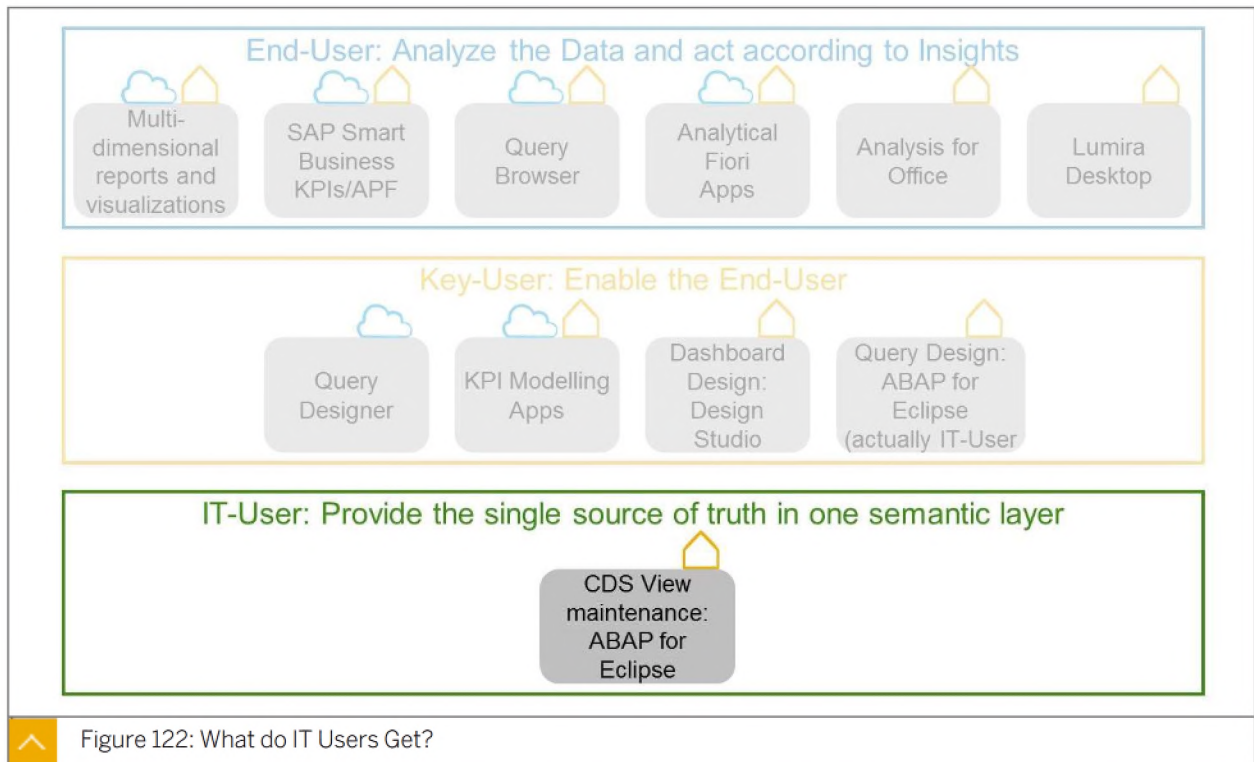 End-User: Analyze the Data and act according to Insights
Multi-
dimensional
reports and
visualizations
SAP Smart
Business
KPIs/APF
Query
Browser
Analytical
Fiori
Apps
Analysis for
Office
Lumira
Desktop
Key-User: Enable the End-User
Query
Designer
KPI Modelling
Apps
Dashboard
Design:
Design
Studio
Query Design:
ABAP for
Eclipse
(actually IT-User
IT-User: Provide the single source of truth in one semantic layer
CDS View
maintenance:
ABAP for
Eclipse
Figure 122: What do IT Users Get?